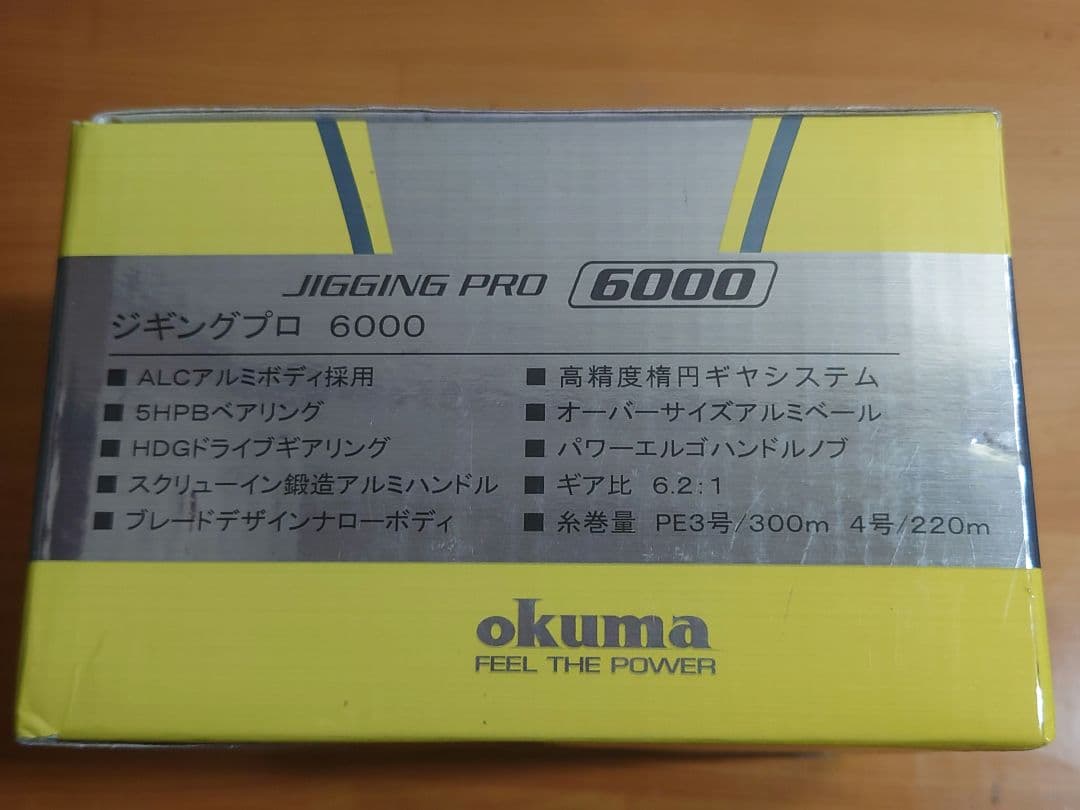 JIGGING PRO 6000
ジギングプロ 6000
■ ALCアルミボディ採用
■ 5HPBベアリング
■ HDGドライブギアリング
■ スクリューイン鍛造アルミハンドル
■ ブレードデザインナローボディ
■ 高精度楕円ギヤシステム
■ オーバーサイズアルミベール
■ パワーエルゴハンドルノブ
■ ギア比 6.2:1
■ 糸巻量 PE3号/300m 4号/220m
okuma
FEEL THE POWER